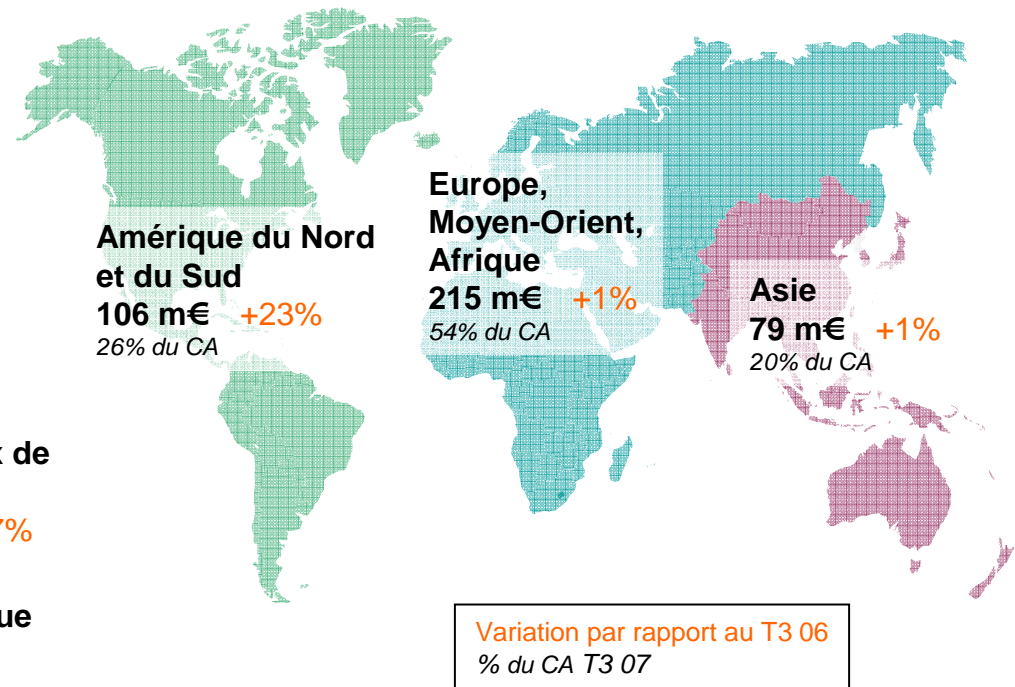 Amérique du Nord
et du Sud
106 m€ +23%
26% du CA
Europe,
Moyen-Orient,
Afrique
215 m€ +1%
54% du CA
Asie
79 m€ +1%
20% du CA
de
%
Variation par rapport au T3 06
% du CA T3 07